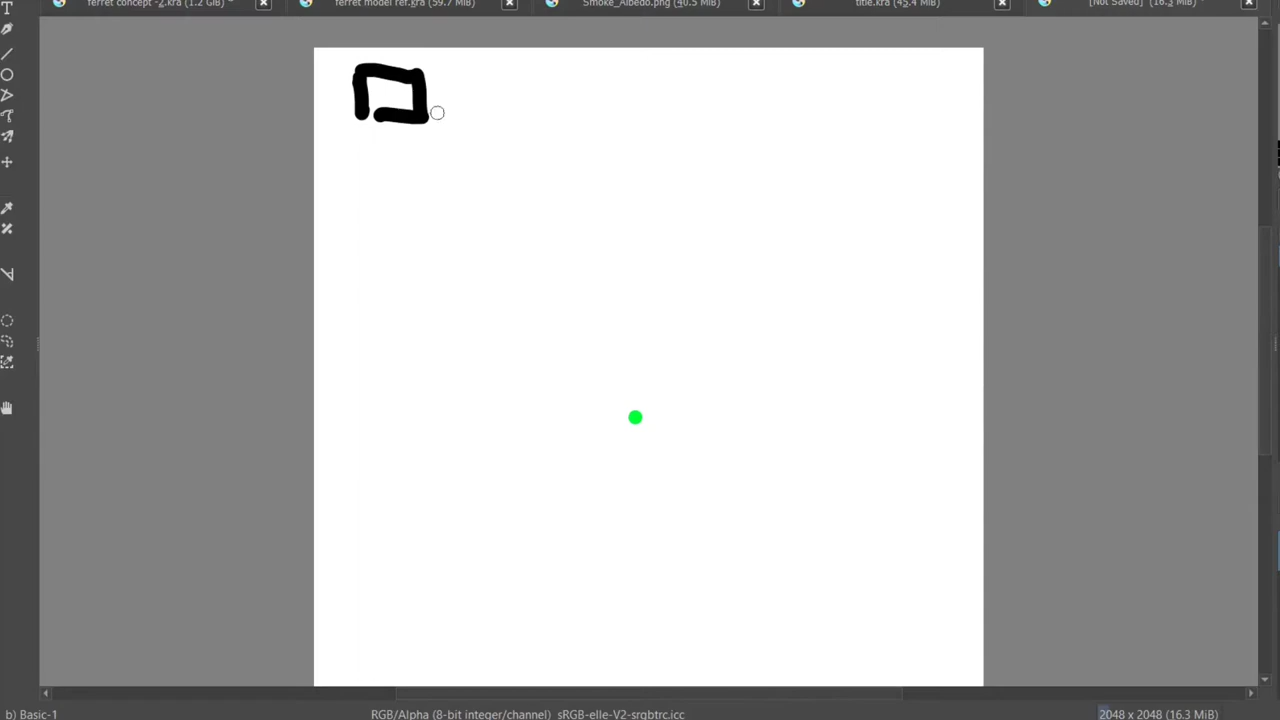 ferret concept -2.kra (1.2 GiB) *
ferret model ref.kra (59.7 MiB)
Smoke_Albedo.png (40.5 MiB)
title.kra (45.4 MiB)
[Not Saved] (16.3 MiB) *
b) Basic-1
RGB/Alpha (8-bit integer/channel) sRGB-elle-V2-srgbtrc.icc
2048 x 2048 (16.3 MiB)